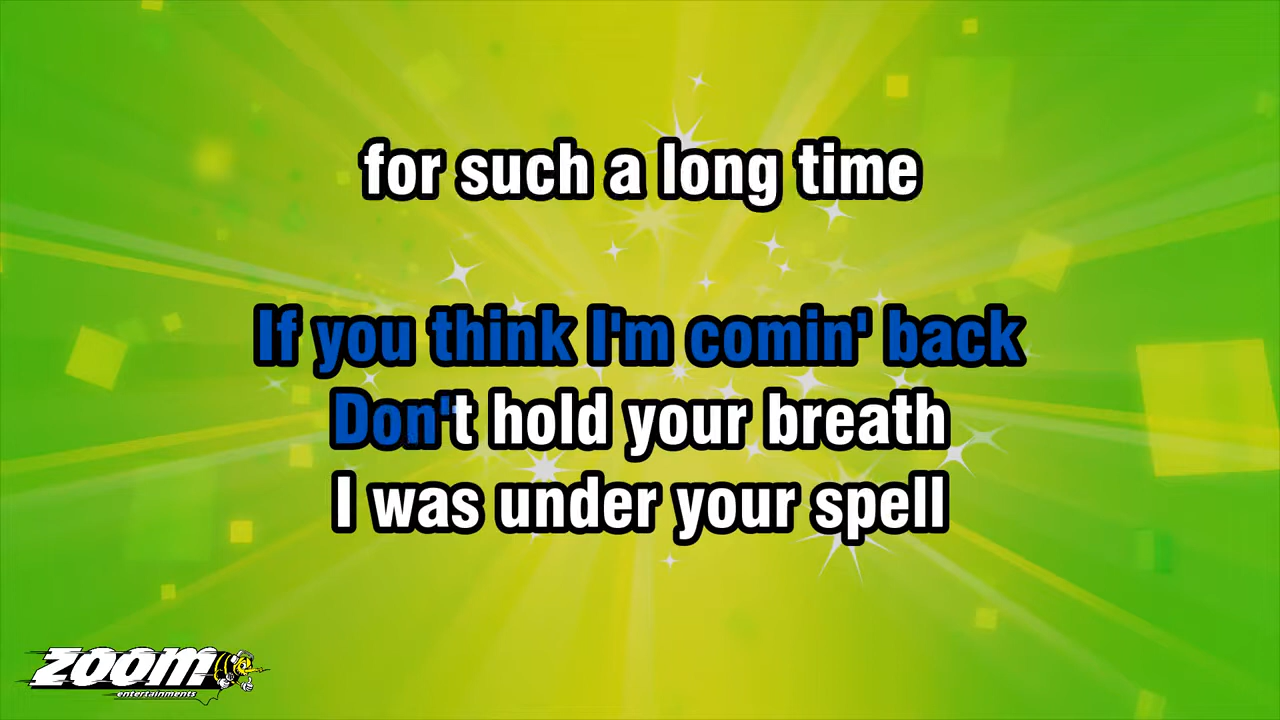 for such a long time
If you think I'm comin' back
Don't hold your breath
I was under your spell
zoom
entertainments